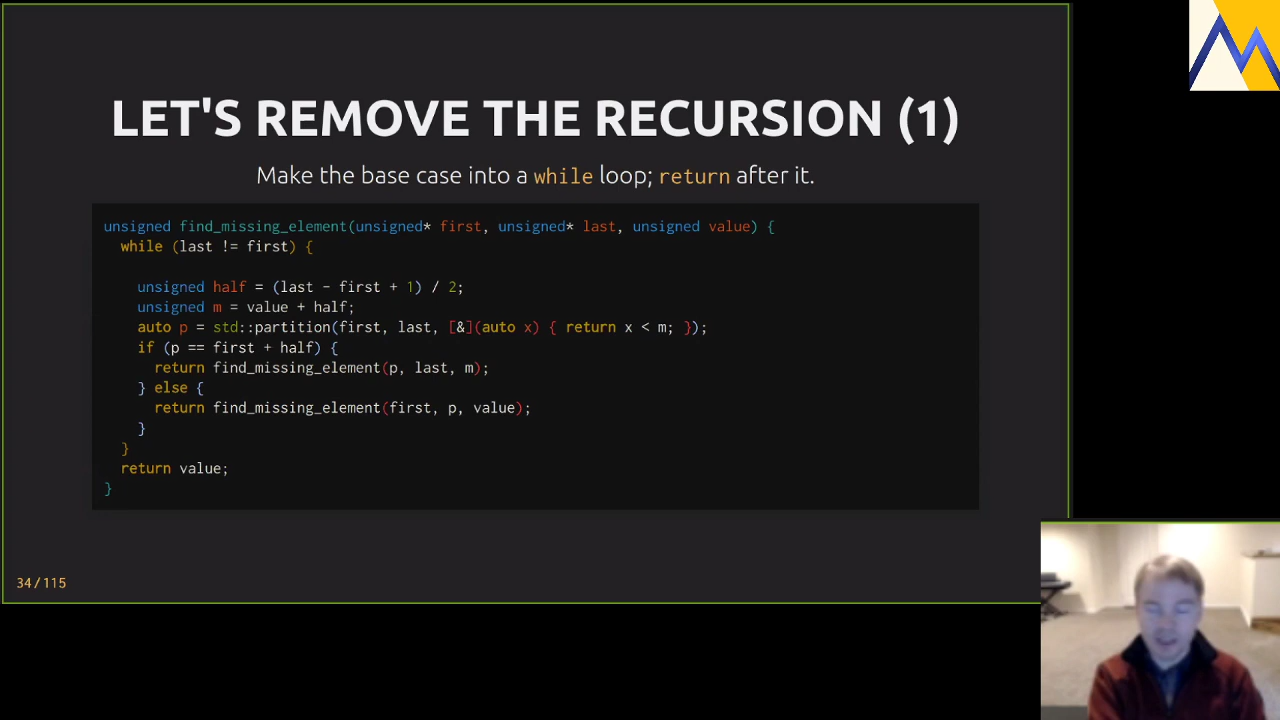 LET'S REMOVE THE RECURSION (1)
Make the base case into a while loop; return after it.
unsigned find_missing_element(unsigned* first, unsigned* last, unsigned value) {
while (last != first) {
unsigned half = (last - first + 1) / 2;
unsigned m = value + half;
auto p = std::partition(first, last, [&](auto x) { return x < m; });
if (p == first + half) {
return find_missing_element(p, last, m);
} else {
return find_missing_element(first, p, value);
}
}
return value;
}
34/115